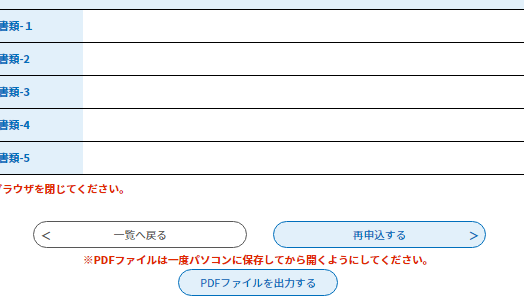 書類-1
書類-2
書類-3
書類-4
書類-5
ブラウザを閉じてください。
< 一覧へ戻る
再申込する >
※PDFファイルは一度パソコンに保存してから開くようにしてください。
PDFファイルを出力する